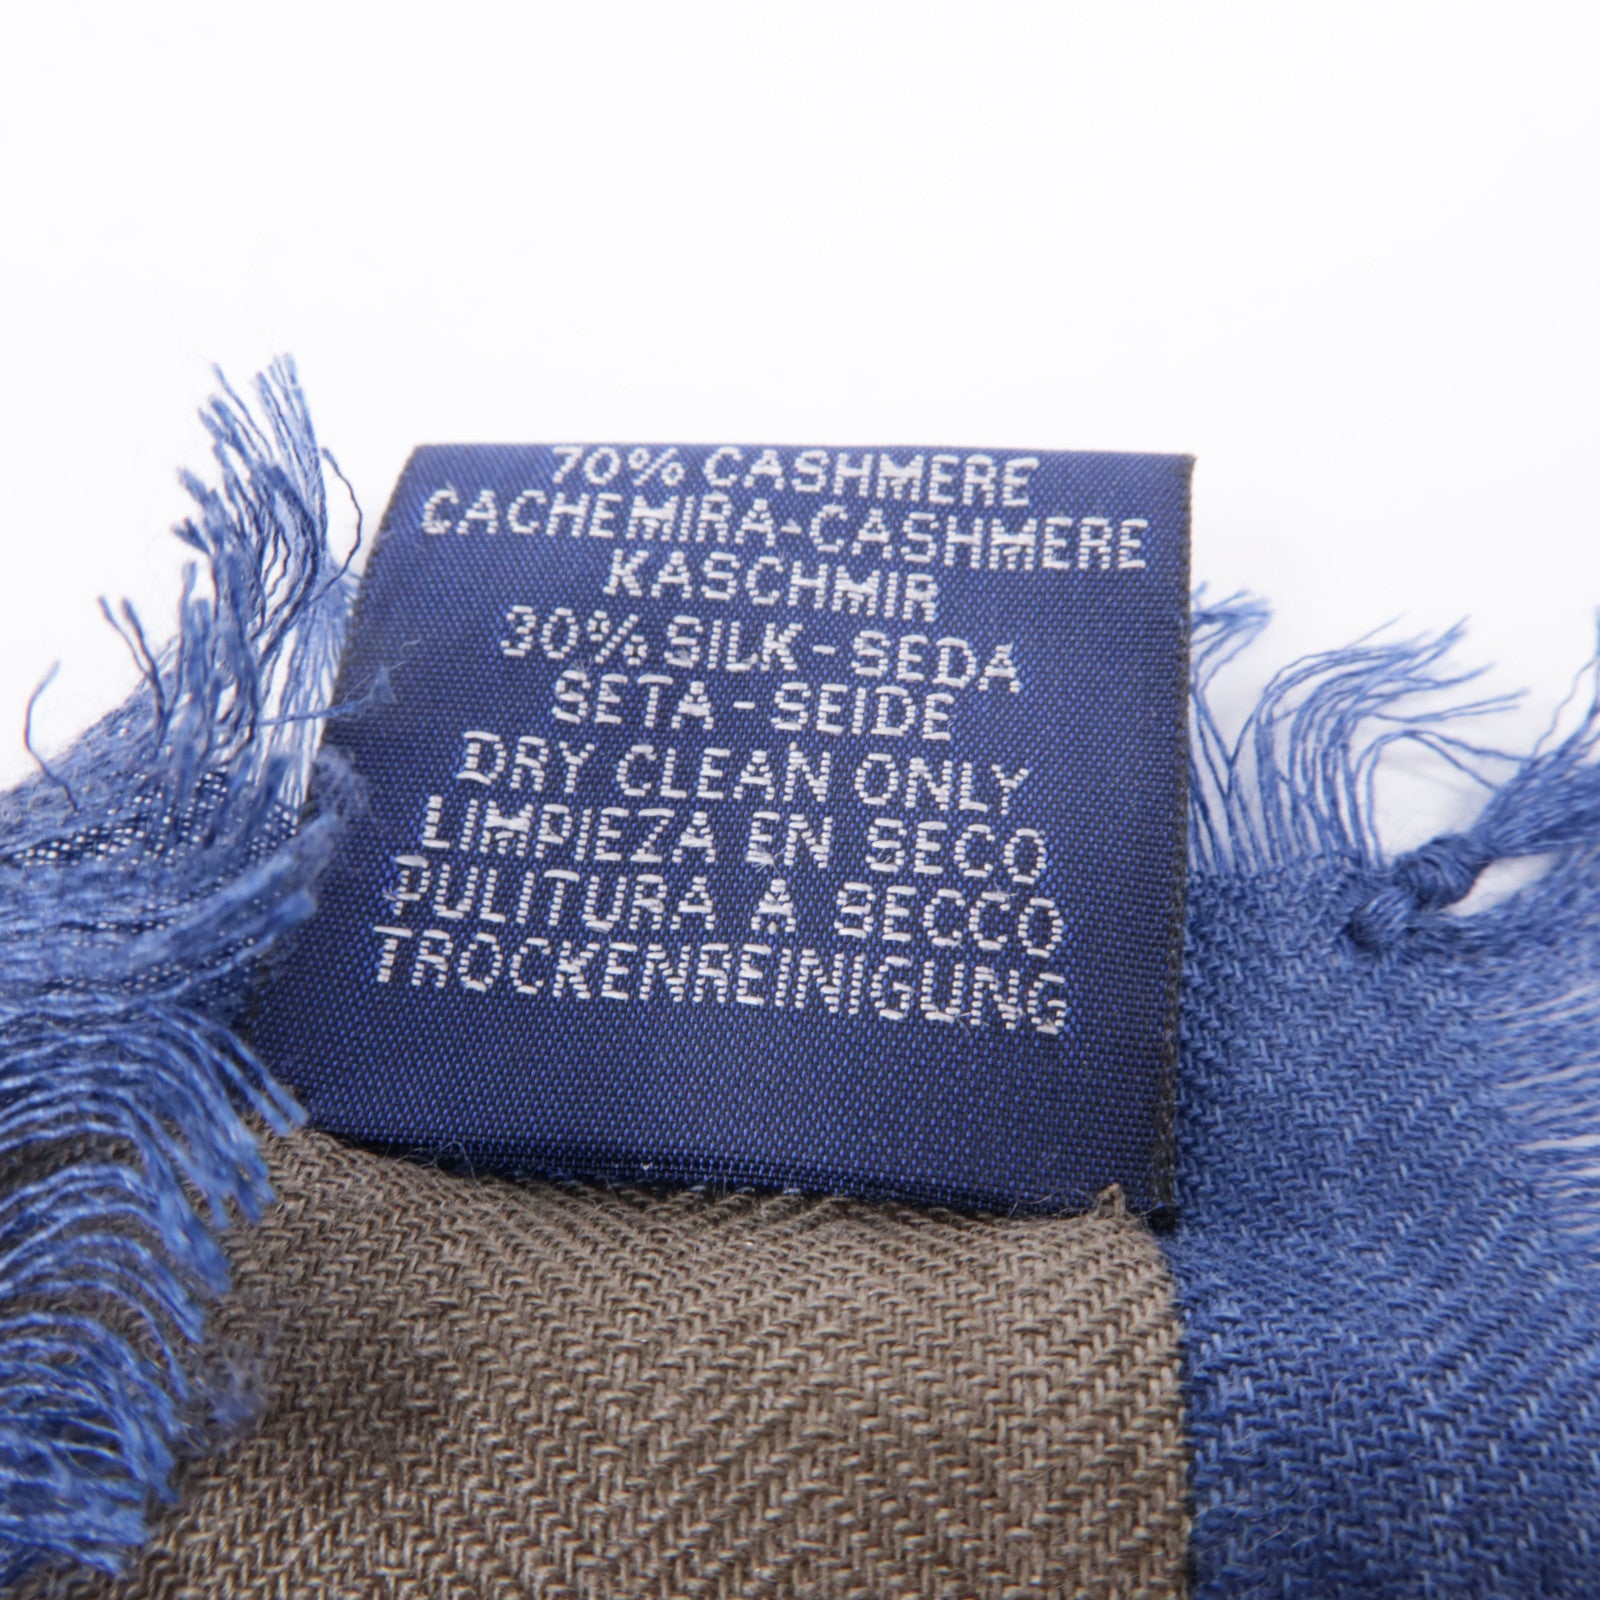 70% CASHMERE
CACHEMIRA-CASHMERE
KASCHMIR
30% SILK - SEDA
SETA - SEIDE
DRY CLEAN ONLY
LIMPIEZA EN SECO
PULITURA A SECCO
TROCKENREINIGUNG